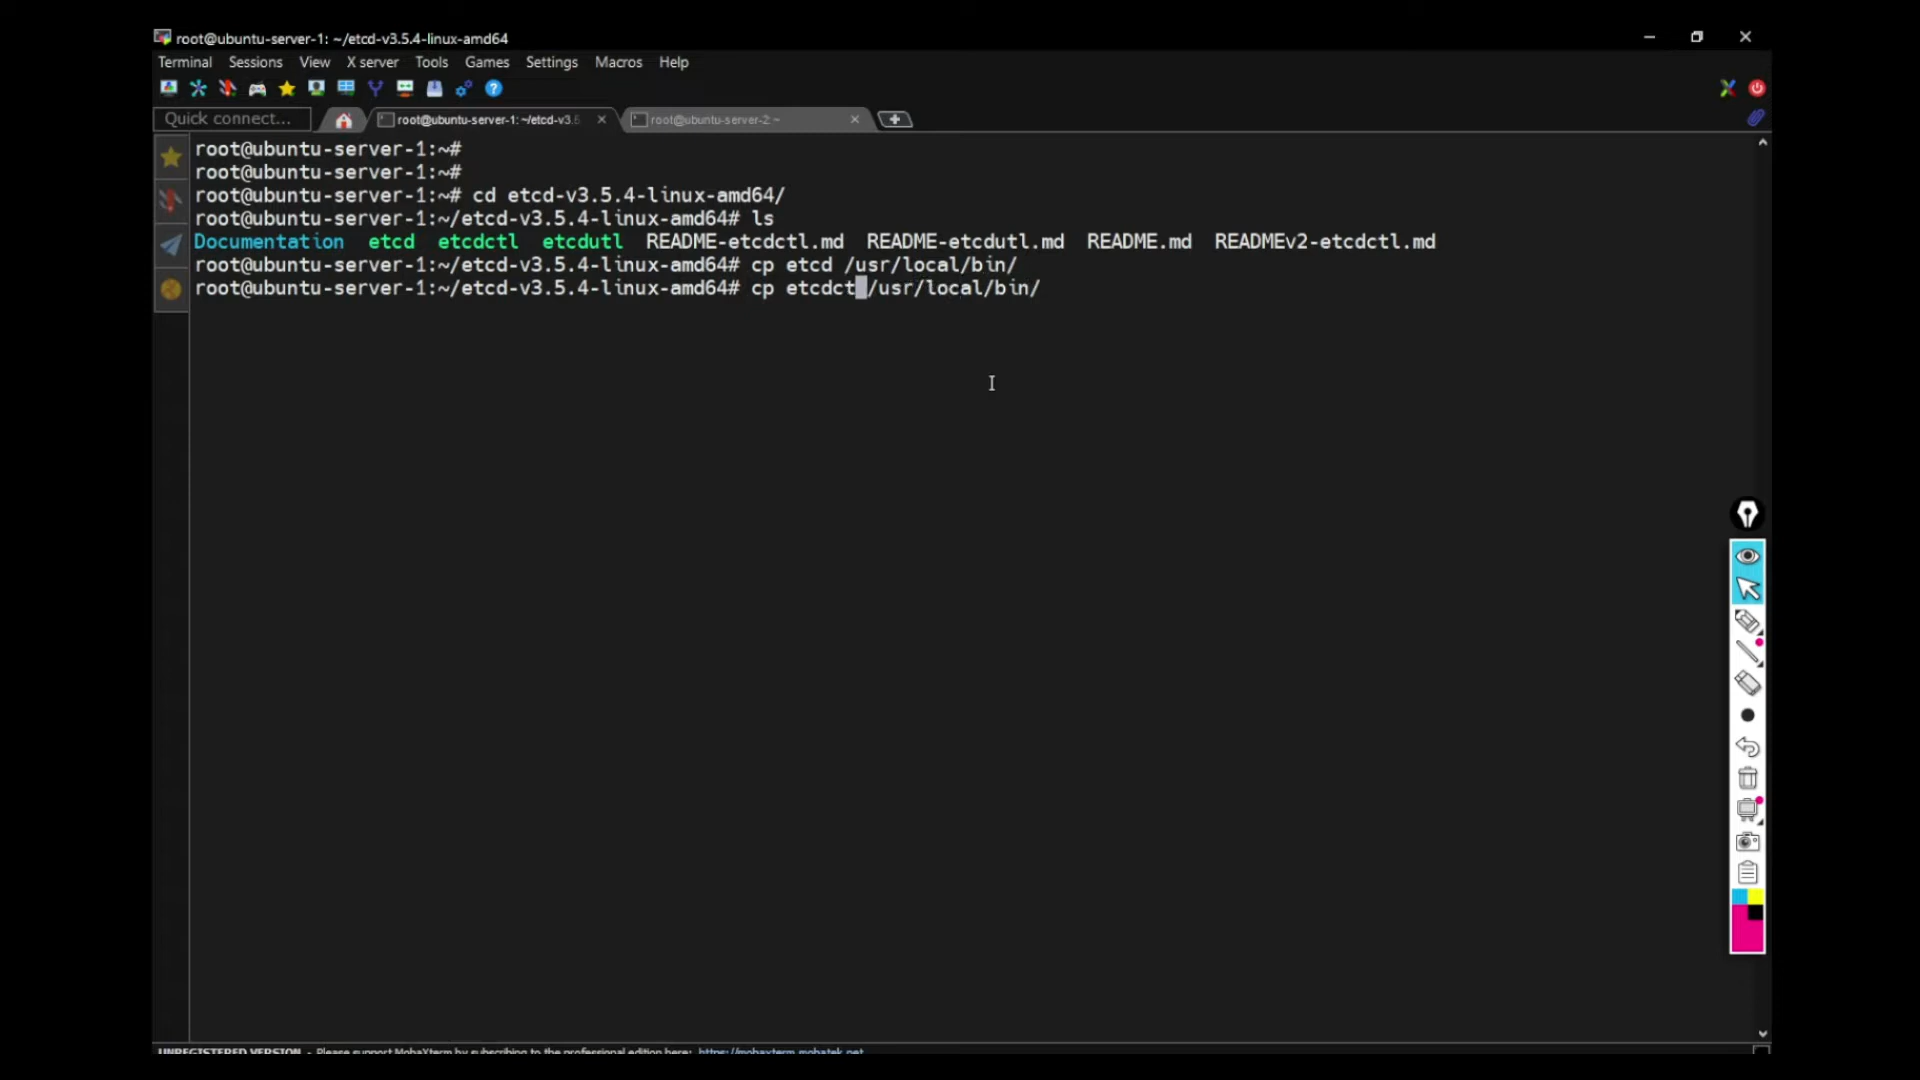 root@ubuntu-server-1: ~/etcd-v3.5.4-linux-amd64
Terminal Sessions View X server Tools Games Settings Macros Help
Quick connect... root@ubuntu-server-1: ~/etcd-v3.5 root@ubuntu-server-2: ~
root@ubuntu-server-1:~#
root@ubuntu-server-1:~#
root@ubuntu-server-1:~# cd etcd-v3.5.4-linux-amd64/
root@ubuntu-server-1:~/etcd-v3.5.4-linux-amd64# ls
Documentation etcd etcdctl etcdutl README-etcdctl.md README-etcdutl.md README.md READMEv2-etcdctl.md
root@ubuntu-server-1:~/etcd-v3.5.4-linux-amd64# cp etcd /usr/local/bin/
root@ubuntu-server-1:~/etcd-v3.5.4-linux-amd64# cp etcdct /usr/local/bin/
UNREGISTERED VERSION - Please support MobaXterm by subscribing to the professional edition here: https://mobaxterm.mobatek.net